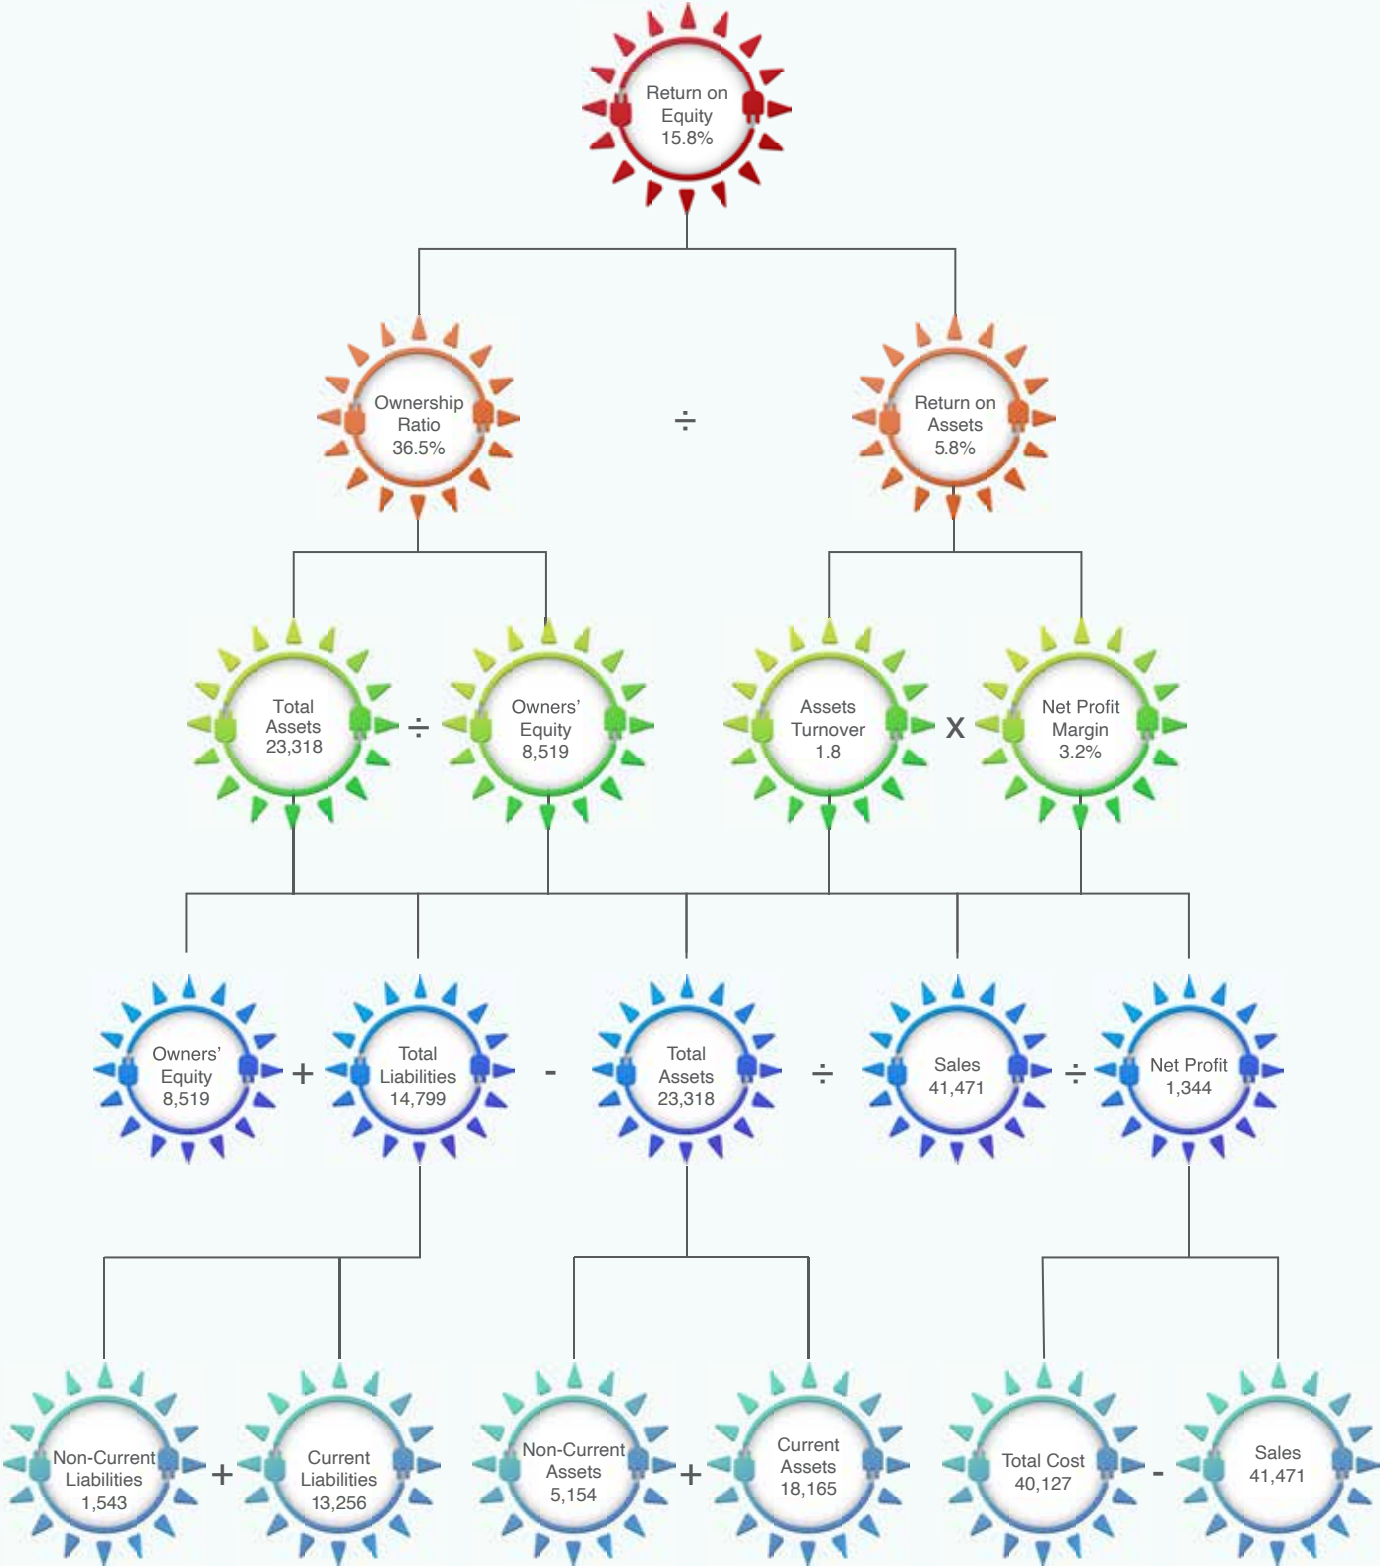 Return on
Equity
15.8%
Ownership
Ratio
36.5%
÷
Return on
Assets
5.8%
Total
Assets
23,318
÷
Owners’
Equity
8,519
Assets
Turnover
1.8
X
Net Profit
Margin
3.2%
Owners’
Equity
8,519
+
Total
Liabilities
14,799
-
Total
Assets
23,318
÷
Sales
41,471
÷
Net Profit
1,344
Non-Current
Liabilities
1,543
+
Current
Liabilities
13,256
Non-Current
Assets
5,154
+
Current
Assets
18,165
Total Cost
40,127
-
Sales
41,471